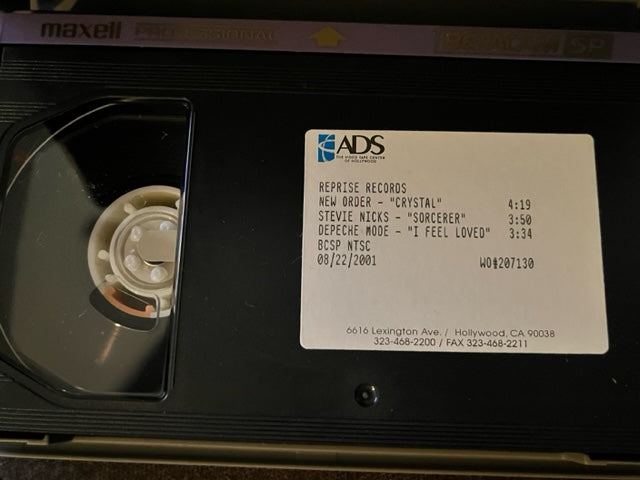 maxell PROFESSIONAL BETACAM SP
ADS
THE VIDEO TAPE CENTER
OF HOLLYWOOD
REPRISE RECORDS
NEW ORDER - "CRYSTAL" 4:19
STEVIE NICKS - "SORCERER" 3:50
DEPECHE MODE - "I FEEL LOVED" 3:34
BCSP NTSC
08/22/2001 WO#207130
6616 Lexington Ave. / Hollywood, CA 90038
323-468-2200 / FAX 323-468-2211